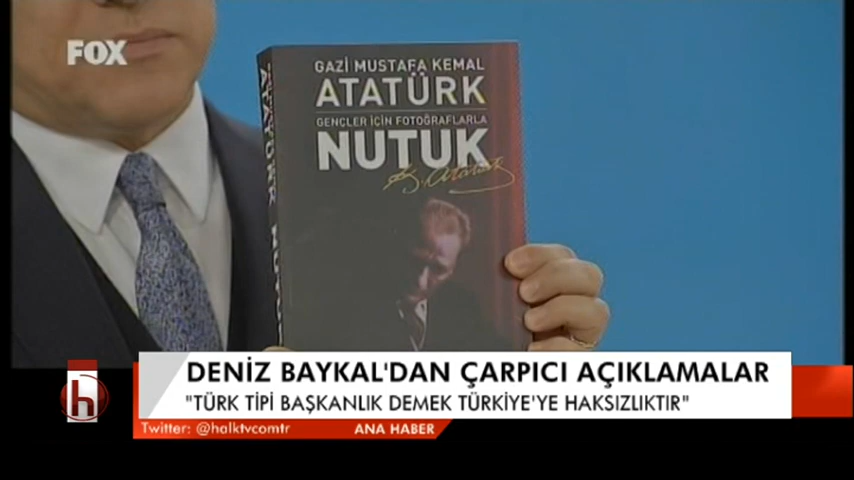 FOX
GAZİ MUSTAFA KEMAL
ATATÜRK
GENÇLER İÇİN FOTOĞRAFLARLA
NUTUK
K. Atatürk
ATATÜRK
h
DENİZ BAYKAL'DAN ÇARPICI AÇIKLAMALAR
"TÜRK TİPİ BAŞKANLIK DEMEK TÜRKİYE'YE HAKSIZLIKTIR"
Twitter: @halktvcomtr ANA HABER